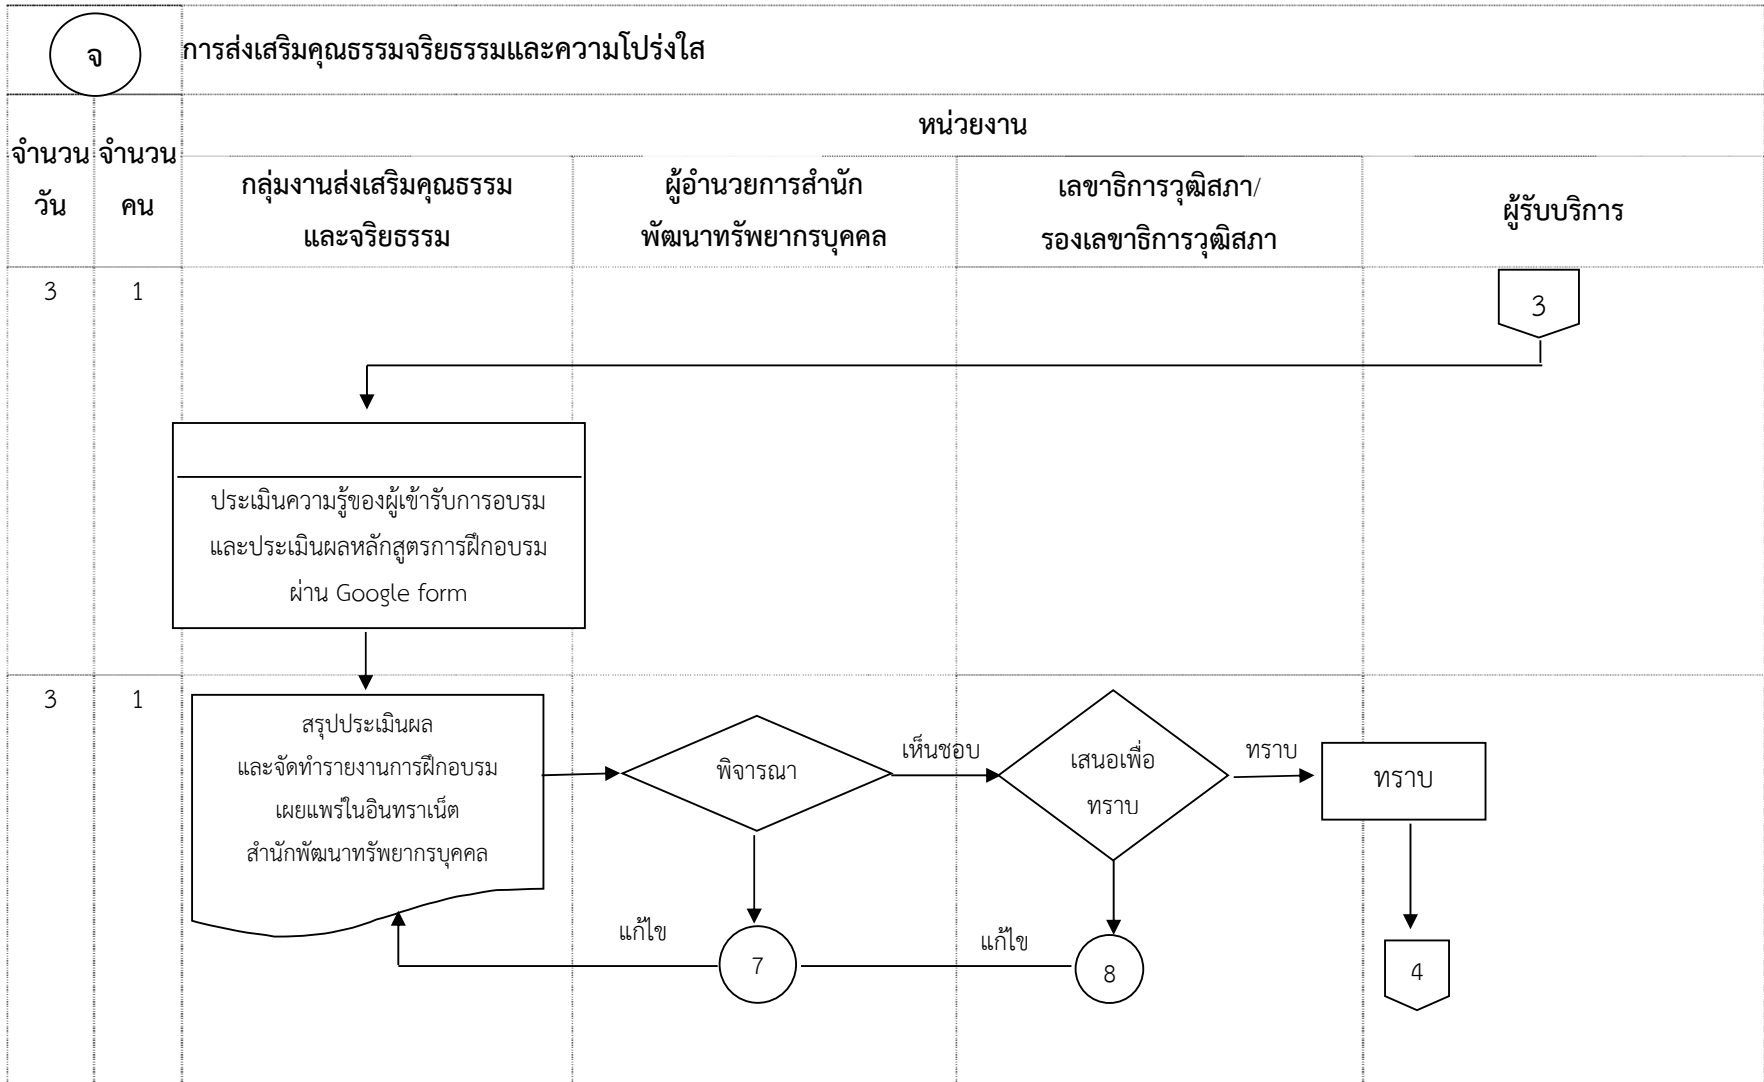 จ
การส่งเสริมคุณธรรมจริยธรรมและความโปร่งใส
จำนวน
วัน
จำนวน
คน
หน่วยงาน
กลุ่มงานส่งเสริมคุณธรรม
และจริยธรรม
ผู้อำนวยการสำนัก
พัฒนาทรัพยากรบุคคล
เลขาธิการวุฒิสภา/
รองเลขาธิการวุฒิสภา
ผู้รับบริการ
3
1
3
ประเมินความรู้ของผู้เข้ารับการอบรม
และประเมินผลหลักสูตรการฝึกอบรม
ผ่าน Google form
3
1
สรุปประเมินผล
และจัดทำรายงานการฝึกอบรม
เผยแพร่ในอินทราเน็ต
สำนักพัฒนาทรัพยากรบุคคล
พิจารณา
เห็นชอบ
เสนอเพื่อ
ทราบ
ทราบ
ทราบ
แก้ไข
7
แก้ไข
8
4